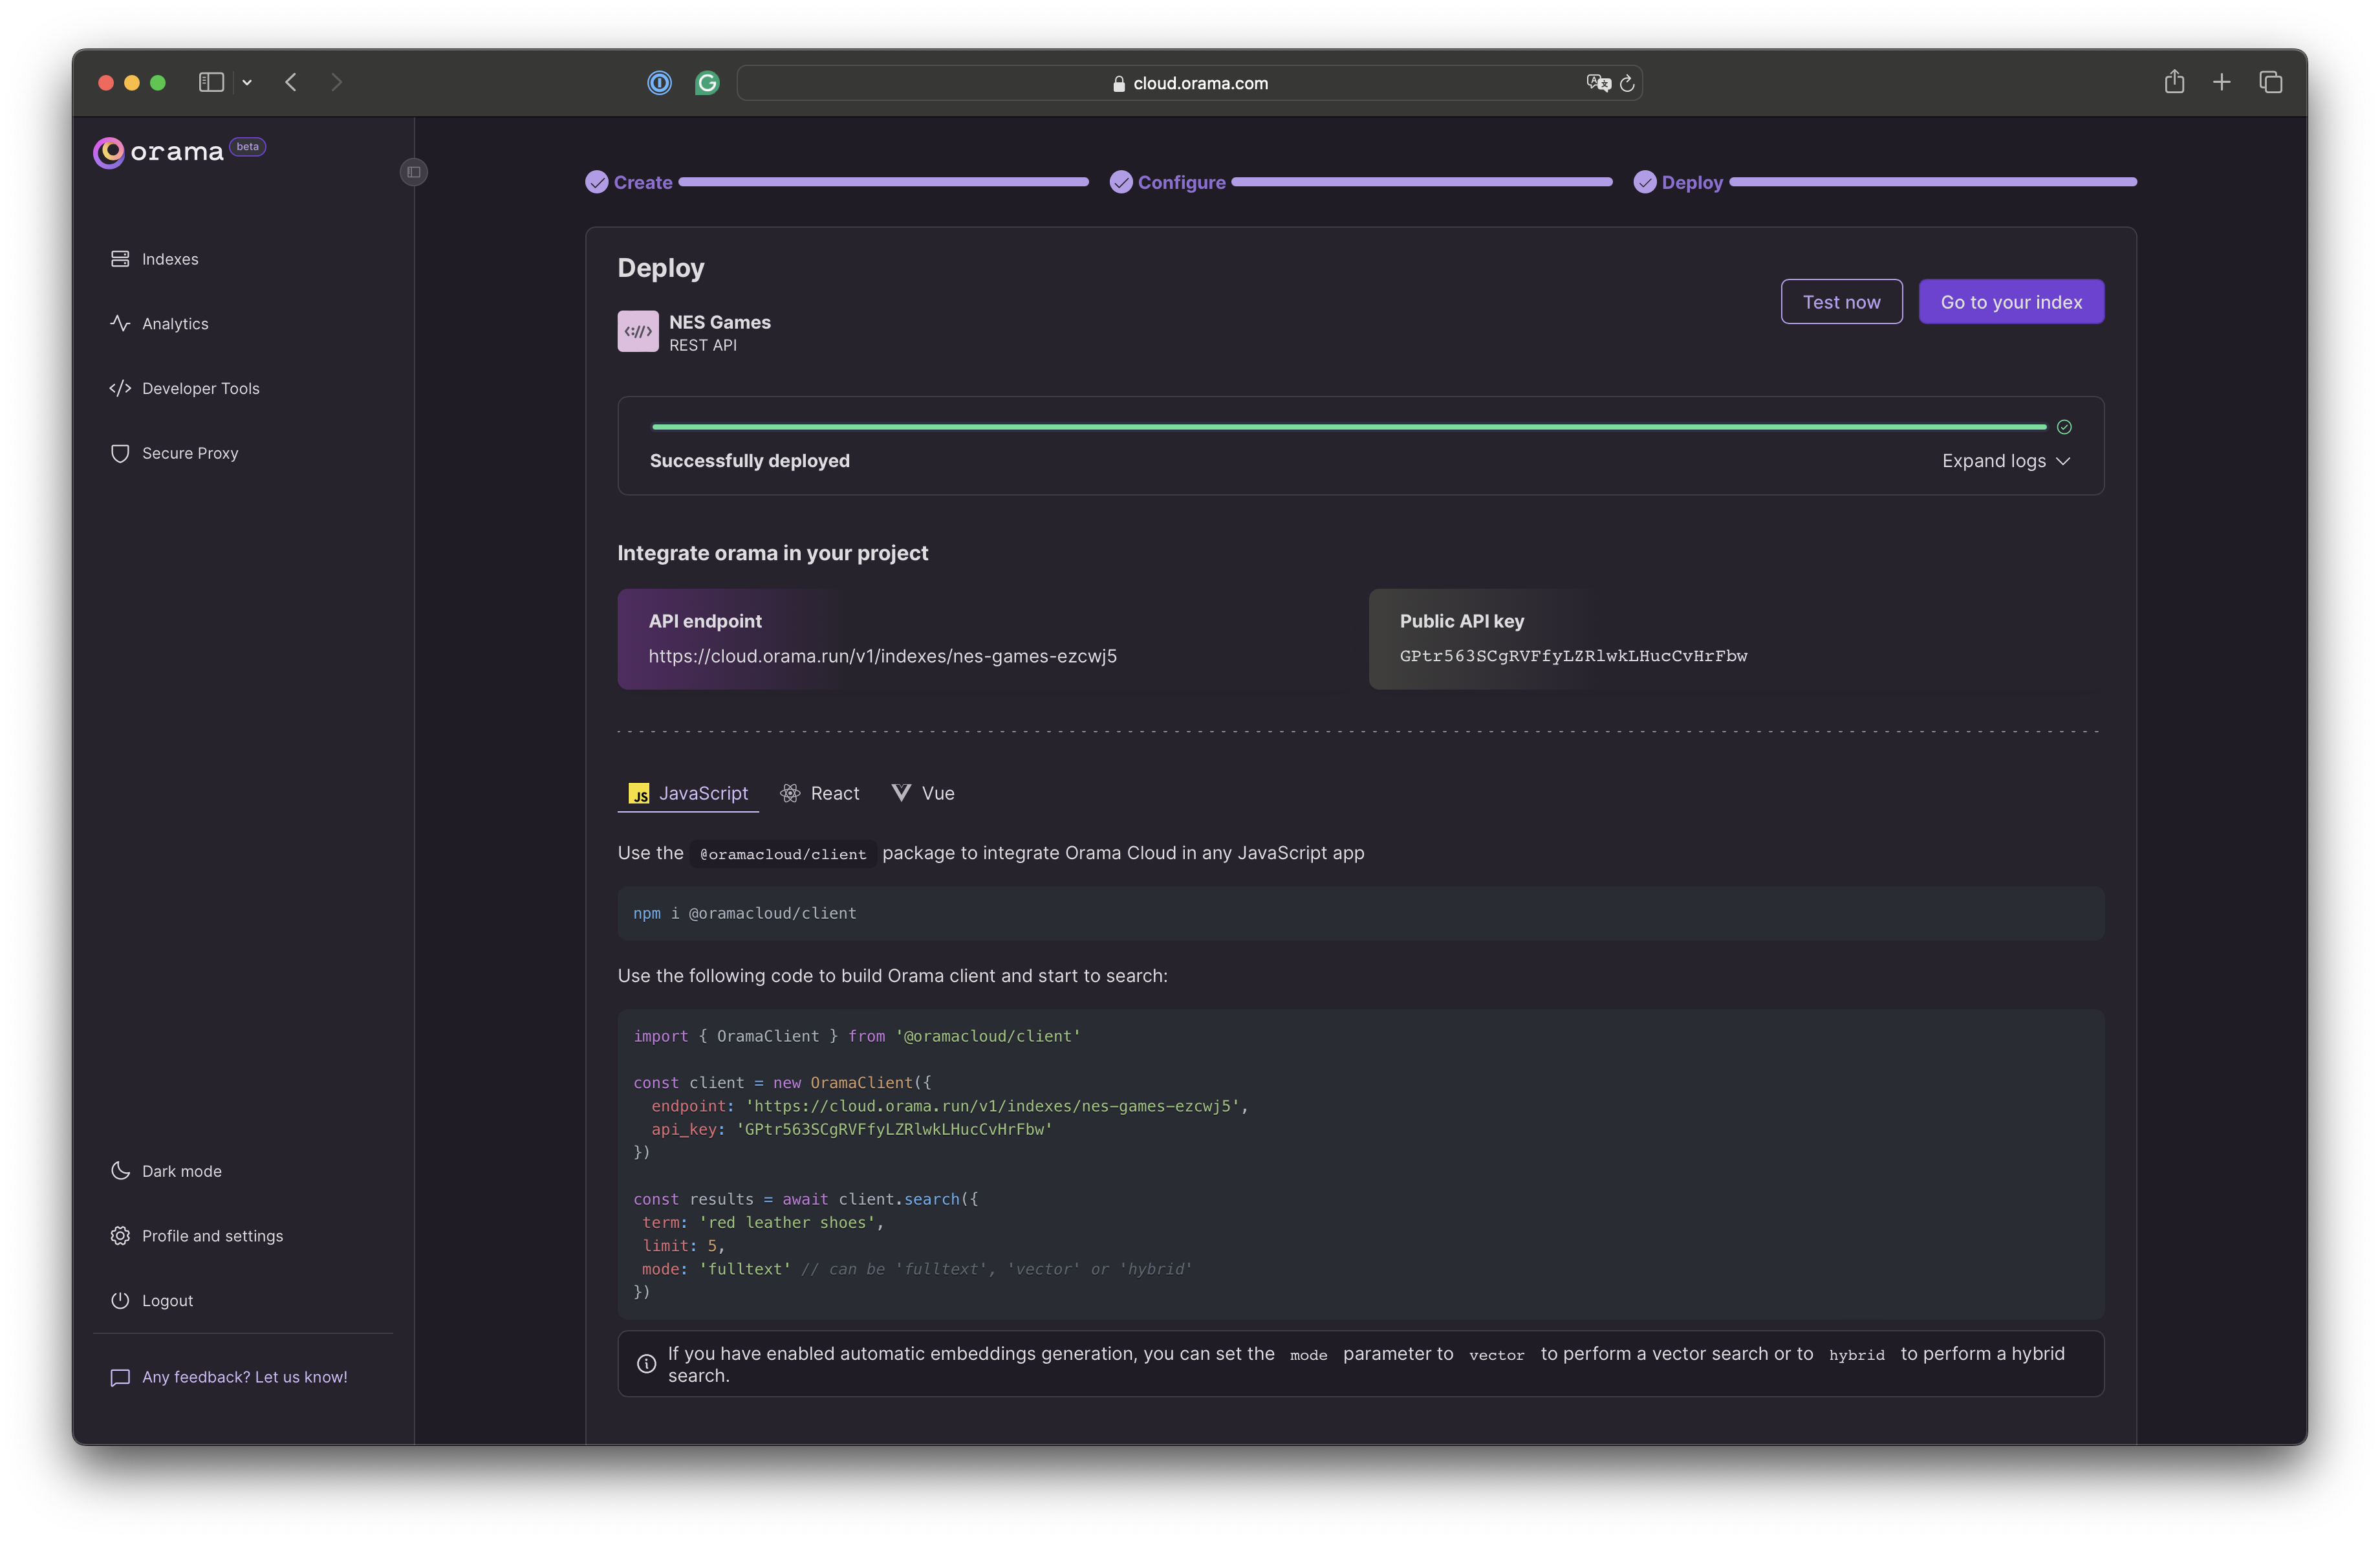 cloud.orama.com
orama beta
Indexes
Analytics
Developer Tools
Secure Proxy
Dark mode
Profile and settings
Logout
Any feedback? Let us know!
Create
Configure
Deploy
Deploy
NES Games
REST API
Test now
Go to your index
Successfully deployed
Expand logs
Integrate orama in your project
API endpoint
https://cloud.orama.run/v1/indexes/nes-games-ezcwj5
Public API key
GPtr563SCgRVFfyLZRlwkLHucCvHrFbw
JS JavaScript
React
Vue
Use the @oramacloud/client package to integrate Orama Cloud in any JavaScript app
npm i @oramacloud/client
Use the following code to build Orama client and start to search:
import { OramaClient } from '@oramacloud/client'
const client = new OramaClient({
  endpoint: 'https://cloud.orama.run/v1/indexes/nes-games-ezcwj5',
  api_key: 'GPtr563SCgRVFfyLZRlwkLHucCvHrFbw'
})
const results = await client.search({
 term: 'red leather shoes',
 limit: 5,
 mode: 'fulltext' // can be 'fulltext', 'vector' or 'hybrid'
})
If you have enabled automatic embeddings generation, you can set the mode parameter to vector to perform a vector search or to hybrid to perform a hybrid
search.